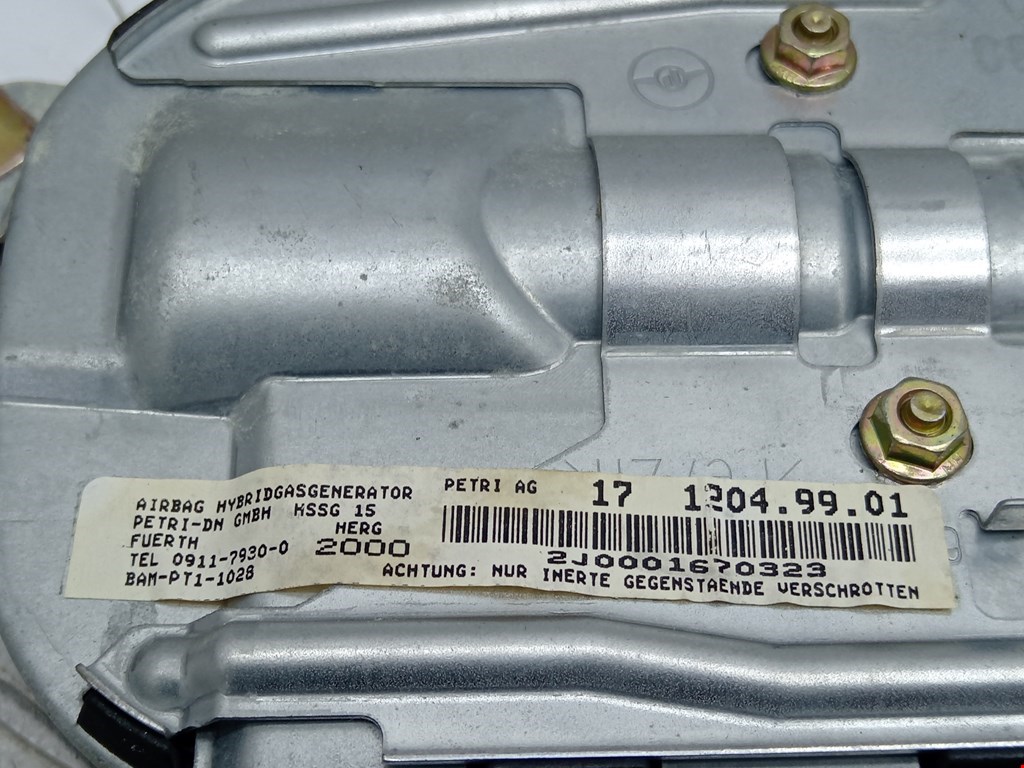 AIRBAG HYBRIDGASGENERATOR
PETRI-DN GMBH HSSG 15
FUERTH HERG
TEL 0911-7930-0 2000
BAM-PT1-1028
PETRI AG 17 1204.99.01
2J0001670323
ACHTUNG: NUR INERTE GEGENSTAENDE VERSCHROTTEN